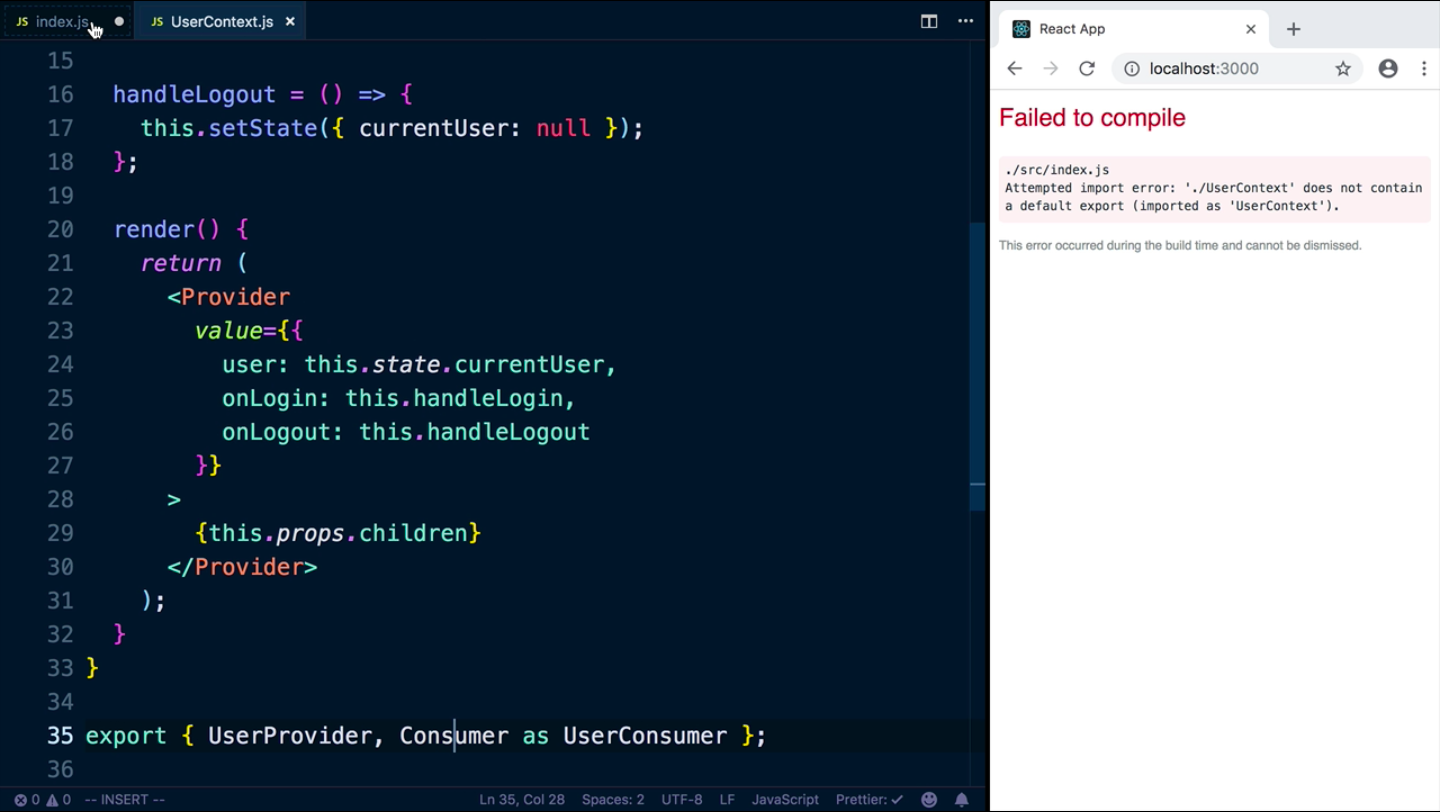 JS index.js
JS UserContext.js ×
15
16 handleLogout = () => {
17 this.setState({ currentUser: null });
18 };
19
20 render() {
21 return (
22 <Provider
23 value={{
24 user: this.state.currentUser,
25 onLogin: this.handleLogin,
26 onLogout: this.handleLogout
27 }}
28 >
29 {this.props.children}
30 </Provider>
31 );
32 }
33 }
34
35 export { UserProvider, Consumer as UserConsumer };
36
0 0 -- INSERT -- Ln 35, Col 28 Spaces: 2 UTF-8 LF JavaScript Prettier: ✓
React App
localhost:3000
Failed to compile
./src/index.js
Attempted import error: './UserContext' does not contain
a default export (imported as 'UserContext').
This error occurred during the build time and cannot be dismissed.